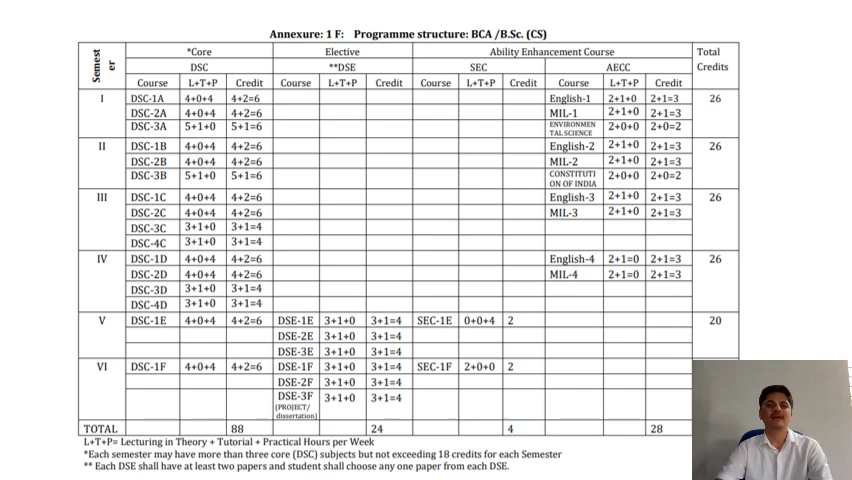 Annexure: 1 F: Programme structure: BCA /B.Sc. (CS)
Semest er *Core Elective Ability Enhancement Course Total Credits
DSC **DSE SEC AECC
Course L+T+P Credit Course L+T+P Credit Course L+T+P Credit Course L+T+P Credit
I DSC-1A 4+0+4 4+2=6 English-1 2+1+0 2+1=3 26
DSC-2A 4+0+4 4+2=6 MIL-1 2+1+0 2+1=3
DSC-3A 5+1+0 5+1=6 ENVIRONMEN TAL SCIENCE 2+0+0 2+0=2
II DSC-1B 4+0+4 4+2=6 English-2 2+1+0 2+1=3 26
DSC-2B 4+0+4 4+2=6 MIL-2 2+1+0 2+1=3
DSC-3B 5+1+0 5+1=6 CONSTITUTI ON OF INDIA 2+0+0 2+0=2
III DSC-1C 4+0+4 4+2=6 English-3 2+1+0 2+1=3 26
DSC-2C 4+0+4 4+2=6 MIL-3 2+1+0 2+1=3
DSC-3C 3+1+0 3+1=4
DSC-4C 3+1+0 3+1=4
IV DSC-1D 4+0+4 4+2=6 English-4 2+1=0 2+1=3 26
DSC-2D 4+0+4 4+2=6 MIL-4 2+1=0 2+1=3
DSC-3D 3+1+0 3+1=4
DSC-4D 3+1+0 3+1=4
V DSC-1E 4+0+4 4+2=6 DSE-1E 3+1+0 3+1=4 SEC-1E 0+0+4 2 20
DSE-2E 3+1+0 3+1=4
DSE-3E 3+1+0 3+1=4
VI DSC-1F 4+0+4 4+2=6 DSE-1F 3+1+0 3+1=4 SEC-1F 2+0+0 2
DSE-2F 3+1+0 3+1=4
DSE-3F (PROJECT/ dissertation) 3+1+0 3+1=4
TOTAL 88 24 4 28
L+T+P= Lecturing in Theory + Tutorial + Practical Hours per Week
*Each semester may have more than three core (DSC) subjects but not exceeding 18 credits for each Semester
** Each DSE shall have at least two papers and student shall choose any one paper from each DSE.